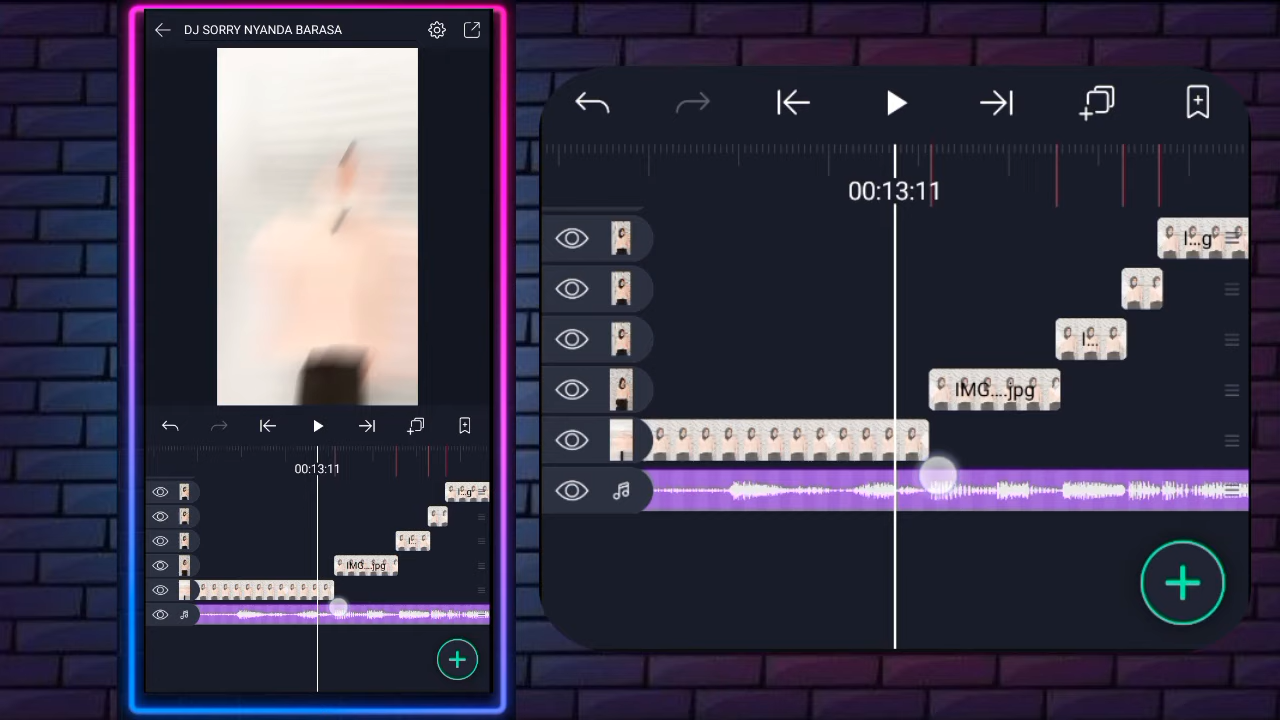 DJ SORRY NYANDA BARASA
00:13:11
I...g
I...
IMG....jpg
00:13:11
I...g
I...
IMG....jpg